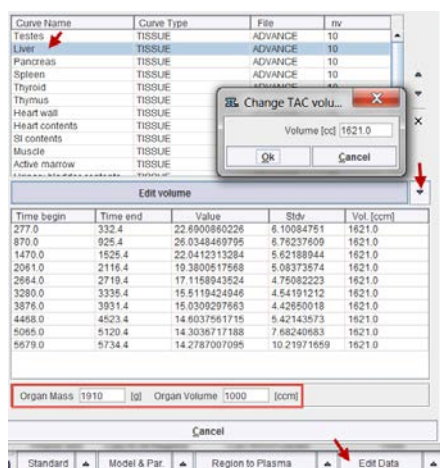 Curve Name Curve Type File nv
Testes TISSUE ADVANCE 10
Liver TISSUE ADVANCE 10
Pancreas TISSUE ADVANCE 10
Spleen TISSUE ADVANCE 10
Thyroid TISSUE ADVANCE 10
Thymus TISSUE
Heart wall TISSUE
Heart contents TISSUE
SI contents TISSUE
Muscle TISSUE
Active marrow TISSUE
Change TAC volu...
Volume [cc] 1621.0
Ok Cancel
Edit volume
Time begin Time end Value Stdv Vol. [ccm]
277.0 332.4 22.6900860226 6.10084751 1621.0
870.0 925.4 26.0348469795 6.76237609 1621.0
1470.0 1525.4 22.0412313284 5.62188944 1621.0
2061.0 2116.4 19.3800517568 5.08373574 1621.0
2664.0 2719.4 17.1158943524 4.75082223 1621.0
3280.0 3335.4 15.5119424946 4.54191212 1621.0
3876.0 3931.4 15.0309297663 4.42650018 1621.0
4468.0 4523.4 14.6037561715 5.42143573 1621.0
5065.0 5120.4 14.3036717188 7.68240683 1621.0
5679.0 5734.4 14.2787007095 10.21971659 1621.0
Organ Mass 1910 [g] Organ Volume 1000 [ccm]
Cancel
Standard Model & Par. Region to Plasma Edit Data